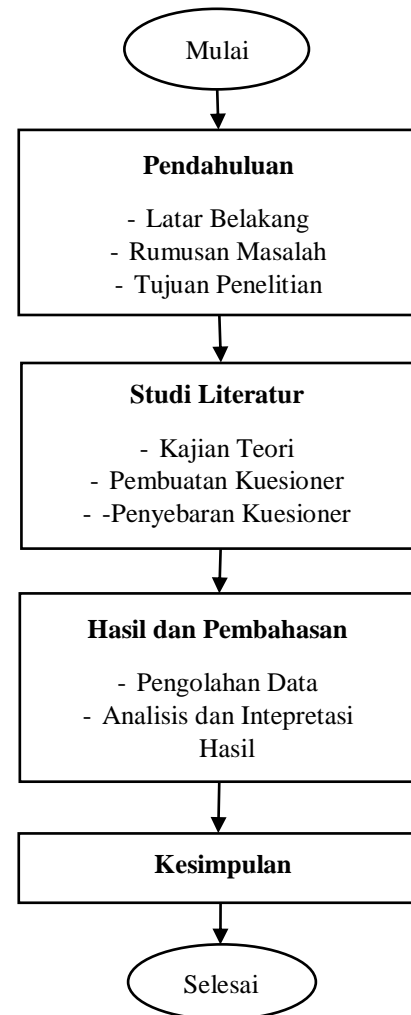 Mulai
Pendahuluan
- Latar Belakang
- Rumusan Masalah
- Tujuan Penelitian
Studi Literatur
- Kajian Teori
- Pembuatan Kuesioner
- -Penyebaran Kuesioner
Hasil dan Pembahasan
- Pengolahan Data
- Analisis dan Intepretasi
Hasil
Kesimpulan
Selesai